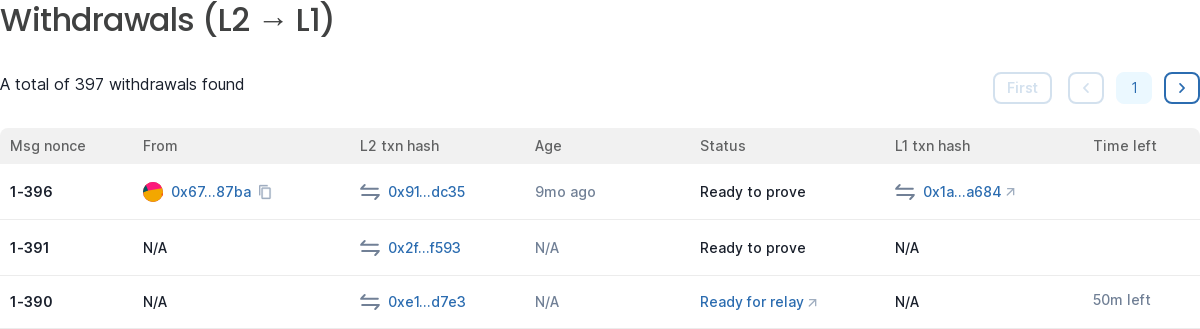 Withdrawals (L2 → L1)
A total of 397 withdrawals found
First 1
Msg nonce From L2 txn hash Age Status L1 txn hash Time left
1-396 0x67...87ba 0x91...dc35 9mo ago Ready to prove 0x1a...a684
1-391 N/A 0x2f...f593 N/A Ready to prove N/A
1-390 N/A 0xe1...d7e3 N/A Ready for relay N/A 50m left